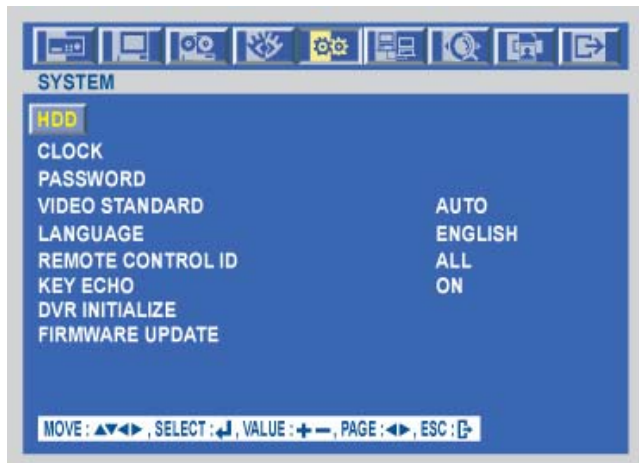 SYSTEM
HDD
CLOCK
PASSWORD
VIDEO STANDARD AUTO
LANGUAGE ENGLISH
REMOTE CONTROL ID ALL
KEY ECHO ON
DVR INITIALIZE
FIRMWARE UPDATE
MOVE : ▲▼◀▶ , SELECT : ↵ , VALUE : + − , PAGE : ◀▶ , ESC :